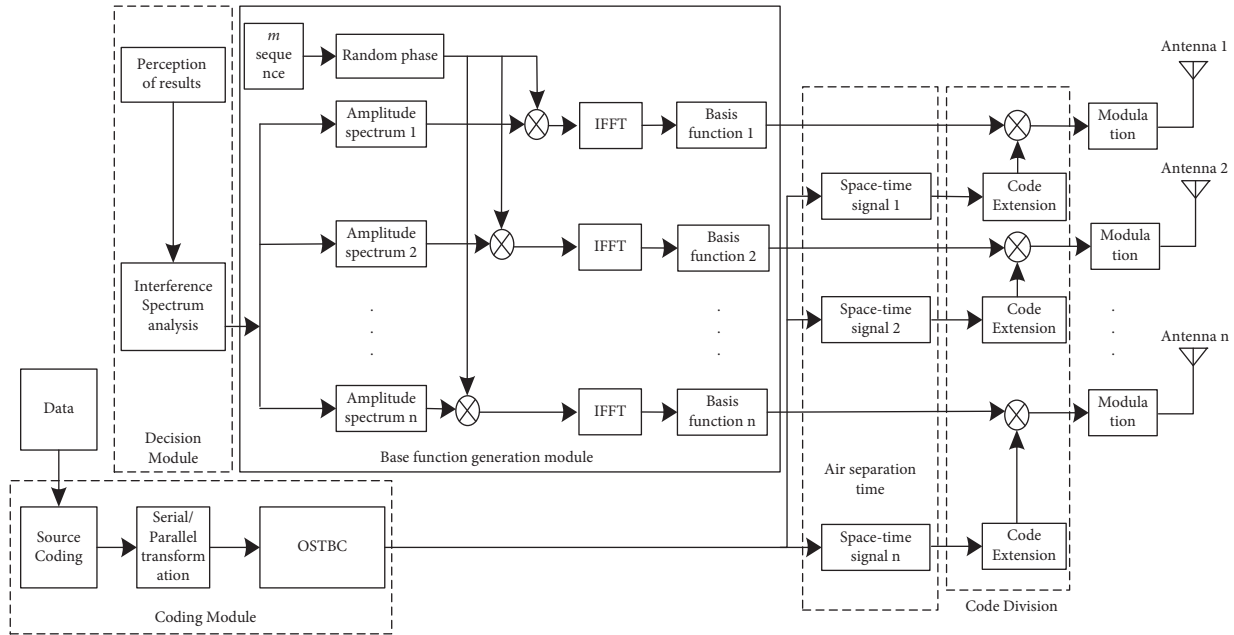 Perception
of results
Interference
Spectrum
analysis
Decision
Module
m
seque
nce
Random phase
Amplitude
spectrum 1
IFFT
Basis
function 1
Amplitude
spectrum 2
IFFT
Basis
function 2
.
.
.
.
.
.
Amplitude
spectrum n
IFFT
Basis
function n
Base function generation module
Data
Source
Coding
Serial/
Parallel
transform
ation
OSTBC
Coding Module
Space-time
signal 1
Space-time
signal 2
Air separation
time
Space-time
signal n
Code
Extension
Code
Extension
Code
Extension
Code Division
Antenna 1
Modula
tion
Antenna 2
Modula
tion
.
.
.
.
Antenna n
Modula
tion